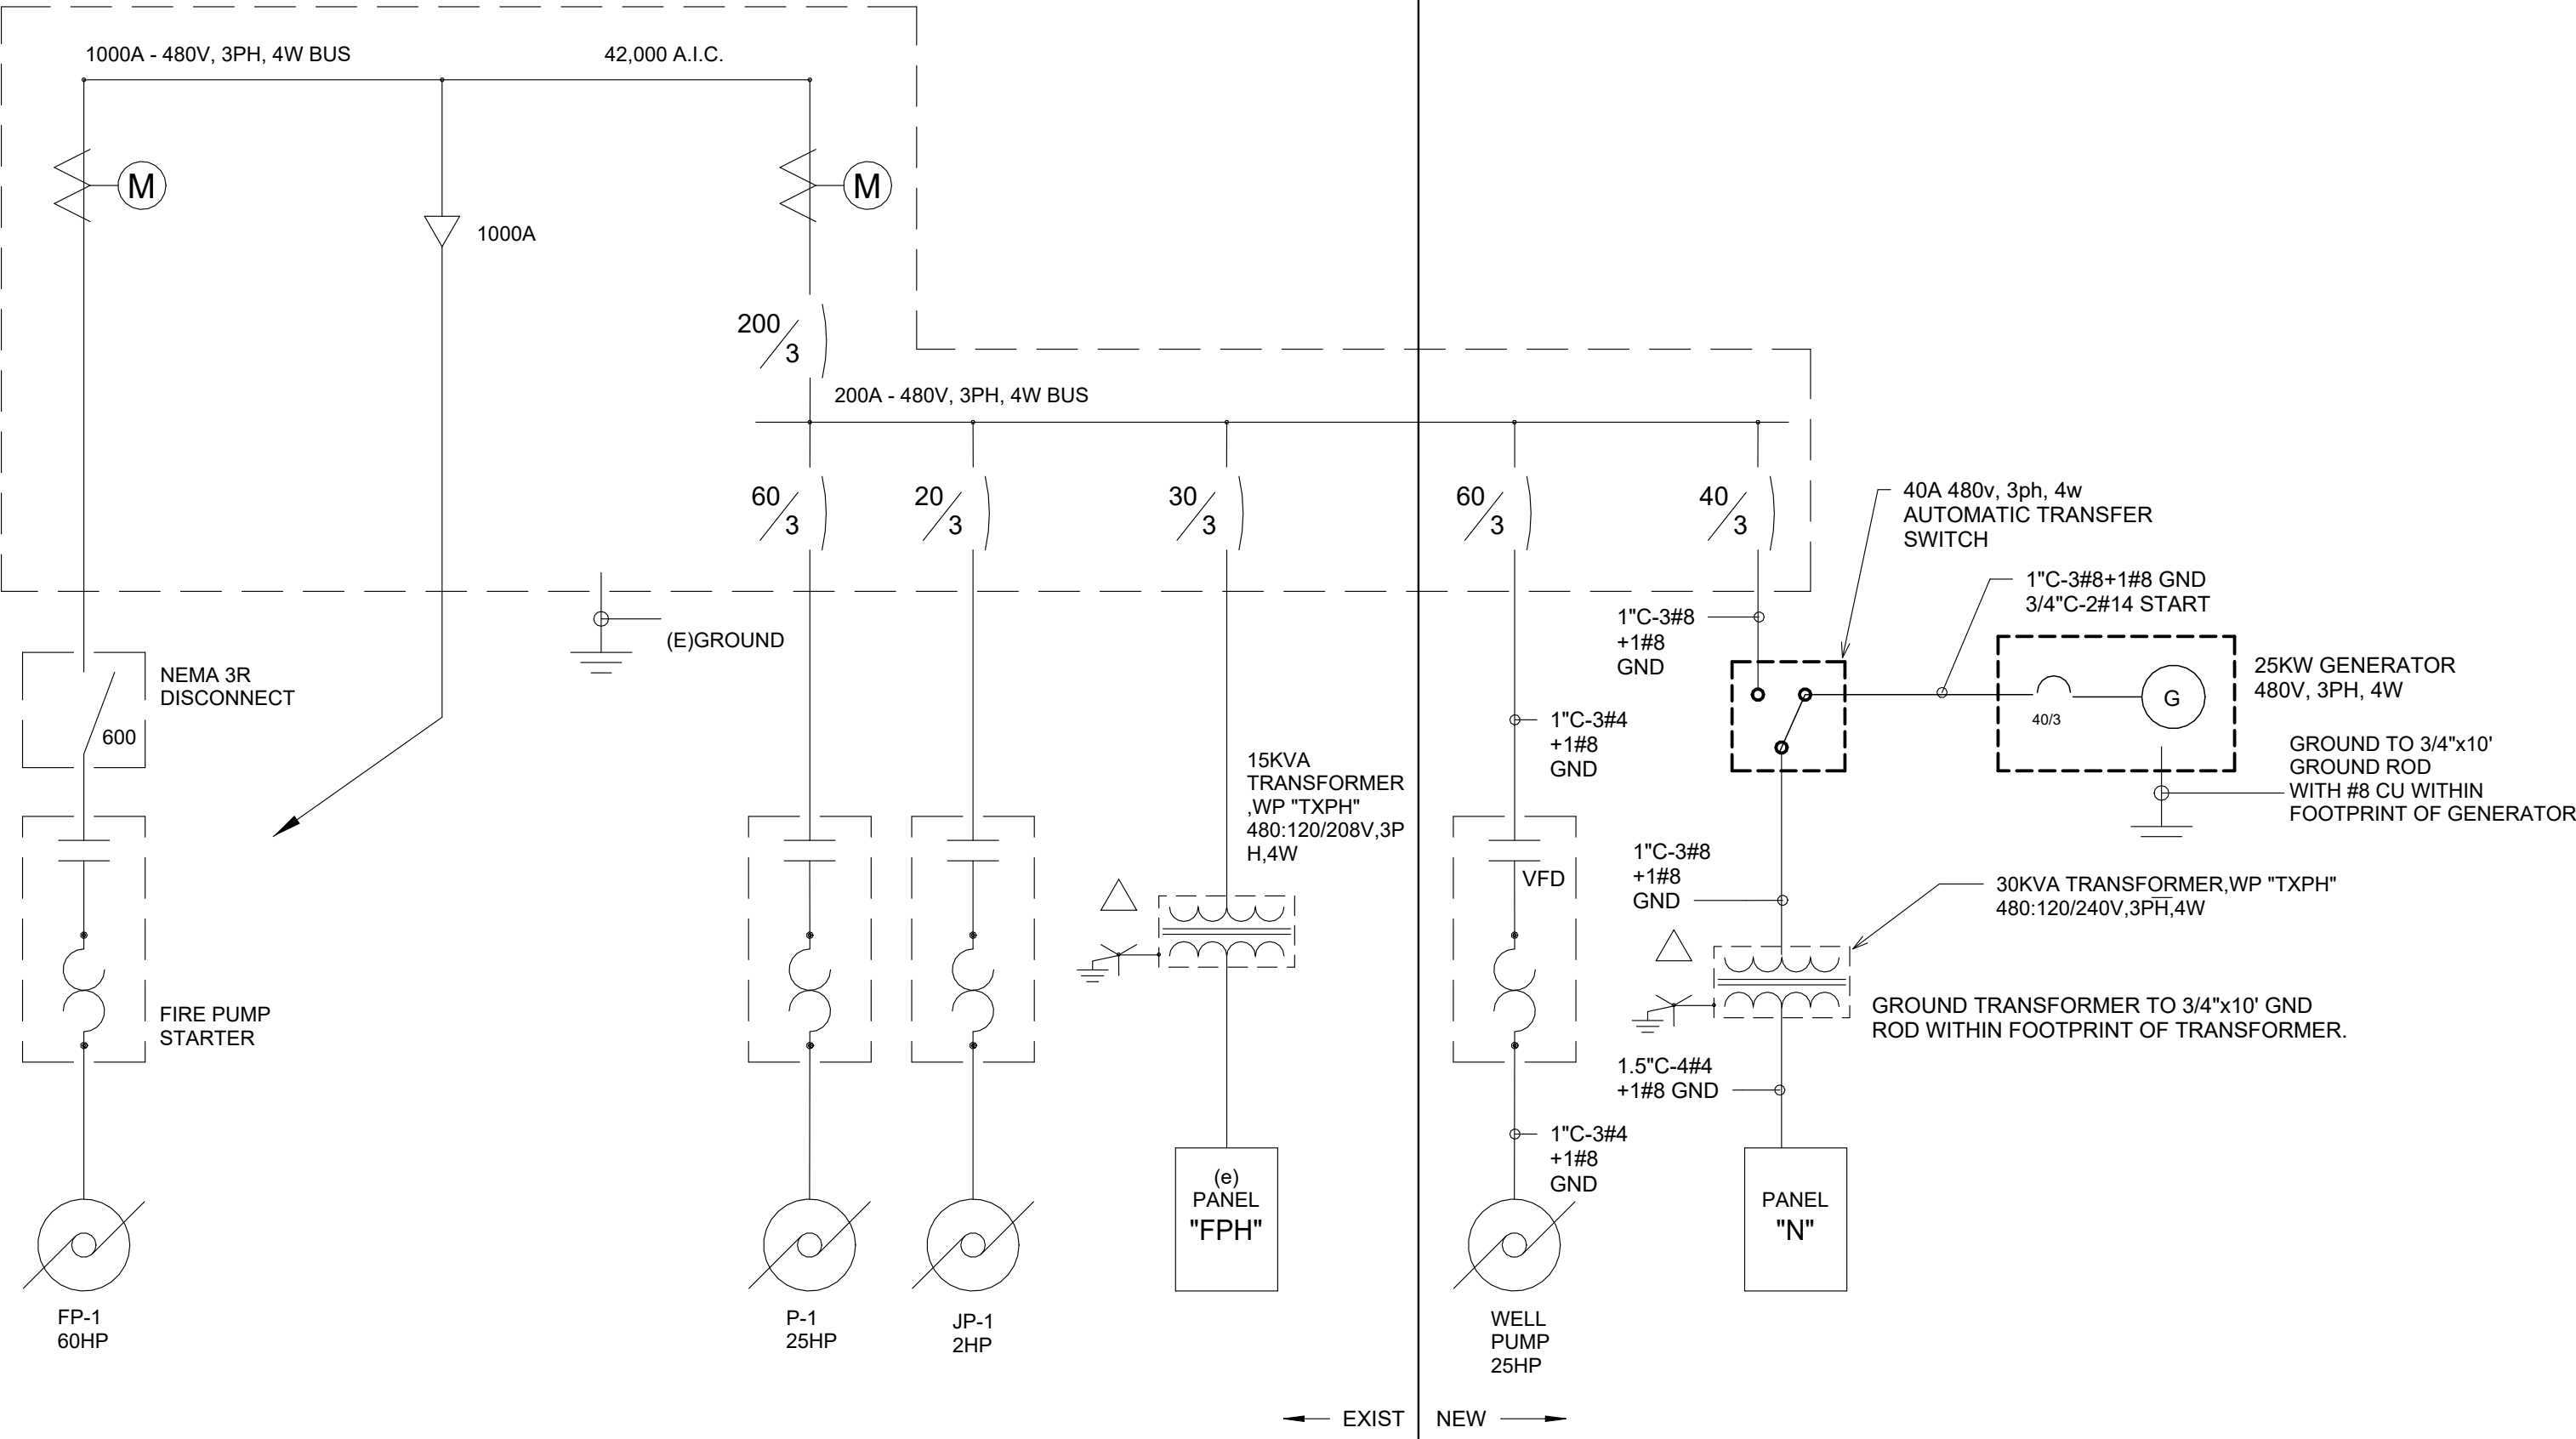 1000A - 480V, 3PH, 4W BUS
42,000 A.I.C.
M
M
1000A
200
3
200A - 480V, 3PH, 4W BUS
60
3
20
3
30
3
60
3
40
3
40A 480v, 3ph, 4w
AUTOMATIC TRANSFER
SWITCH
1"C-3#8+1#8 GND
3/4"C-2#14 START
(E)GROUND
1"C-3#8
+1#8
GND
NEMA 3R
DISCONNECT
600
25KW GENERATOR
480V, 3PH, 4W
G
40/3
1"C-3#4
+1#8
GND
GROUND TO 3/4"x10'
GROUND ROD
WITH #8 CU WITHIN
FOOTPRINT OF GENERATOR
15KVA
TRANSFORMER
,WP "TXPH"
480:120/208V,3P
H,4W
1"C-3#8
+1#8
GND
VFD
30KVA TRANSFORMER,WP "TXPH"
480:120/240V,3PH,4W
FIRE PUMP
STARTER
GROUND TRANSFORMER TO 3/4"x10' GND
ROD WITHIN FOOTPRINT OF TRANSFORMER.
1.5"C-4#4
+1#8 GND
1"C-3#4
+1#8
GND
(e)
PANEL
"FPH"
PANEL
"N"
FP-1
60HP
P-1
25HP
JP-1
2HP
WELL
PUMP
25HP
EXIST
NEW